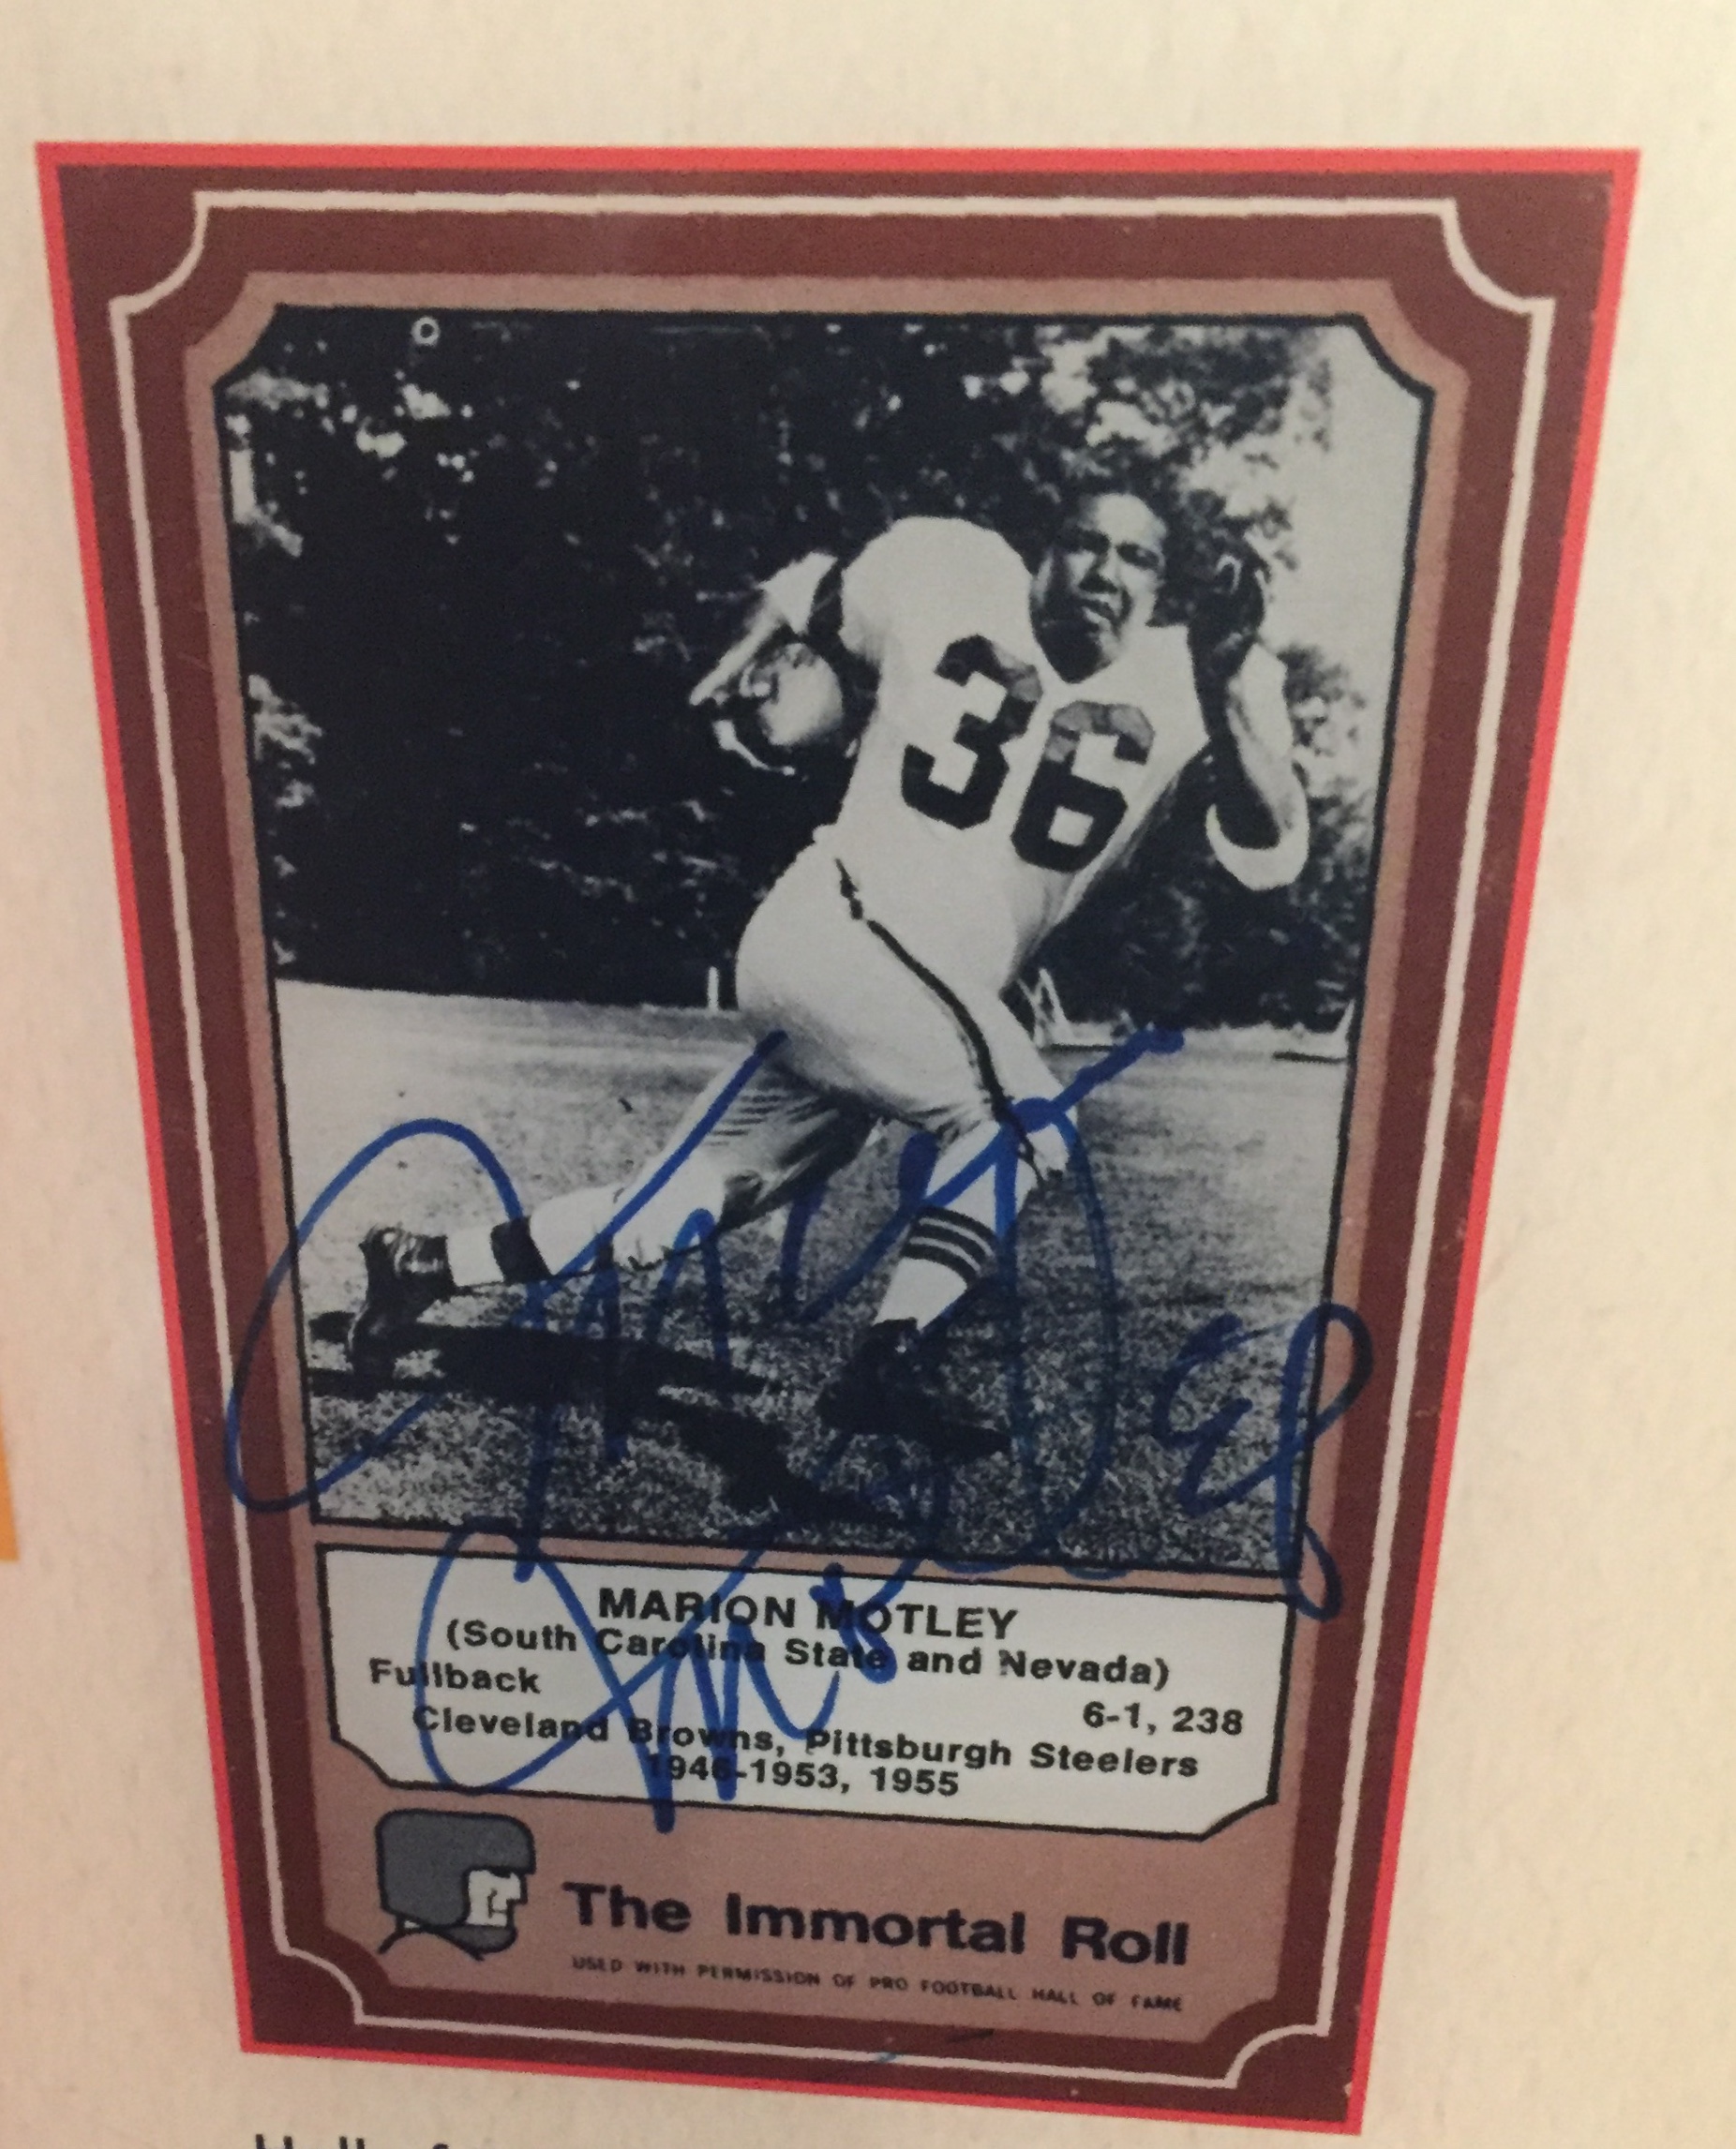 36
MARION MOTLEY
(South Carolina State and Nevada)
Fullback
6-1, 238
Cleveland Browns, Pittsburgh Steelers
1946-1953, 1955
The Immortal Roll
USED WITH PERMISSION OF PRO FOOTBALL HALL OF FAME